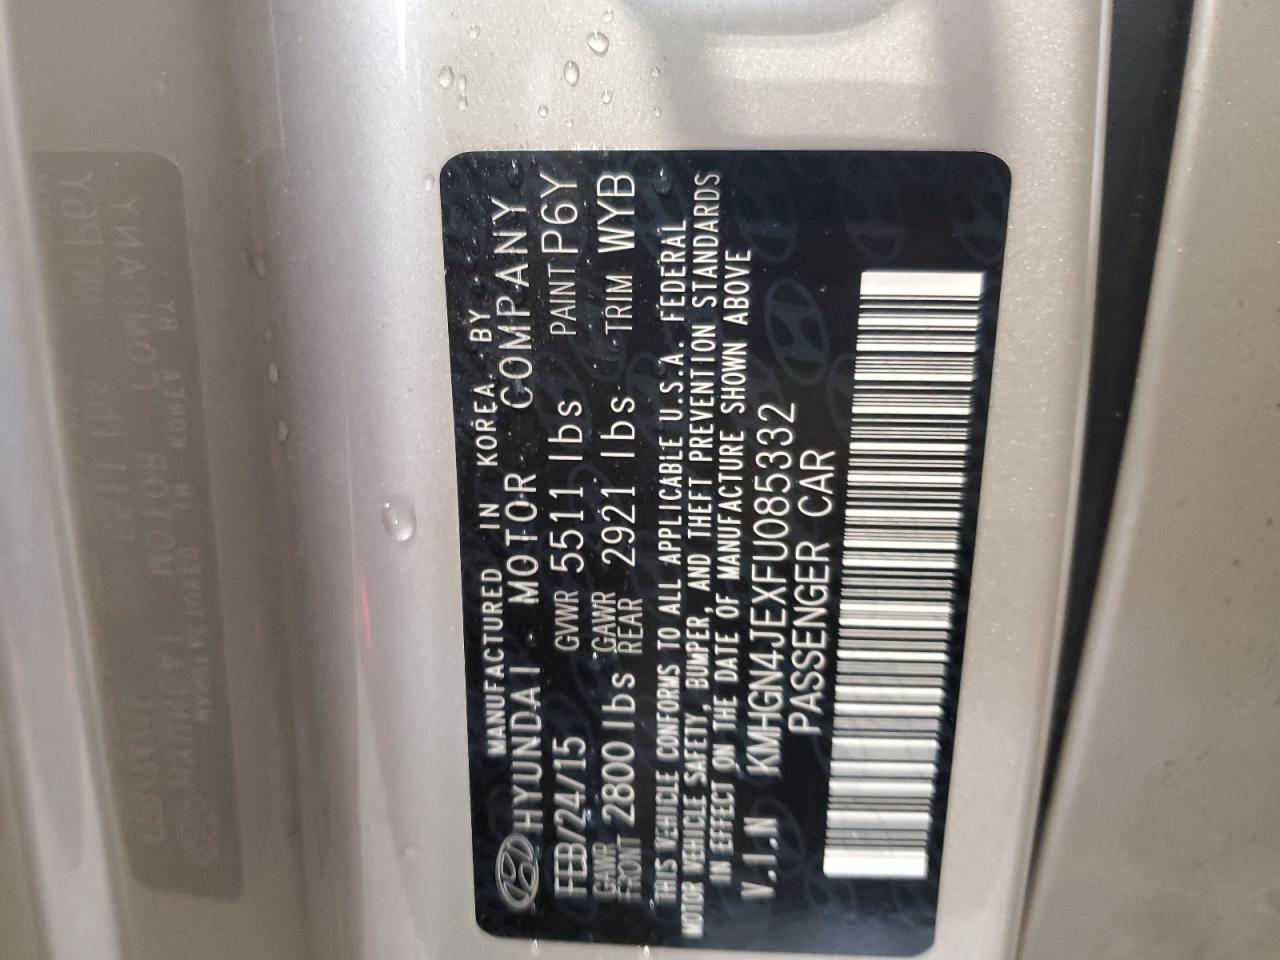 MANUFACTURED IN KOREA. BY
HYUNDAI MOTOR COMPANY
FEB/24/15 GVWR 5511 lbs PAINT P6Y
GAWR FRONT 2800 lbs GAWR REAR 2921 lbs TRIM WYB
THIS VEHICLE CONFORMS TO ALL APPLICABLE U.S.A. FEDERAL
MOTOR VEHICLE SAFETY, BUMPER, AND THEFT PREVENTION STANDARDS
IN EFFECT ON THE DATE OF MANUFACTURE SHOWN ABOVE
V.I.N KMHGN4JEXFU085332
PASSENGER CAR